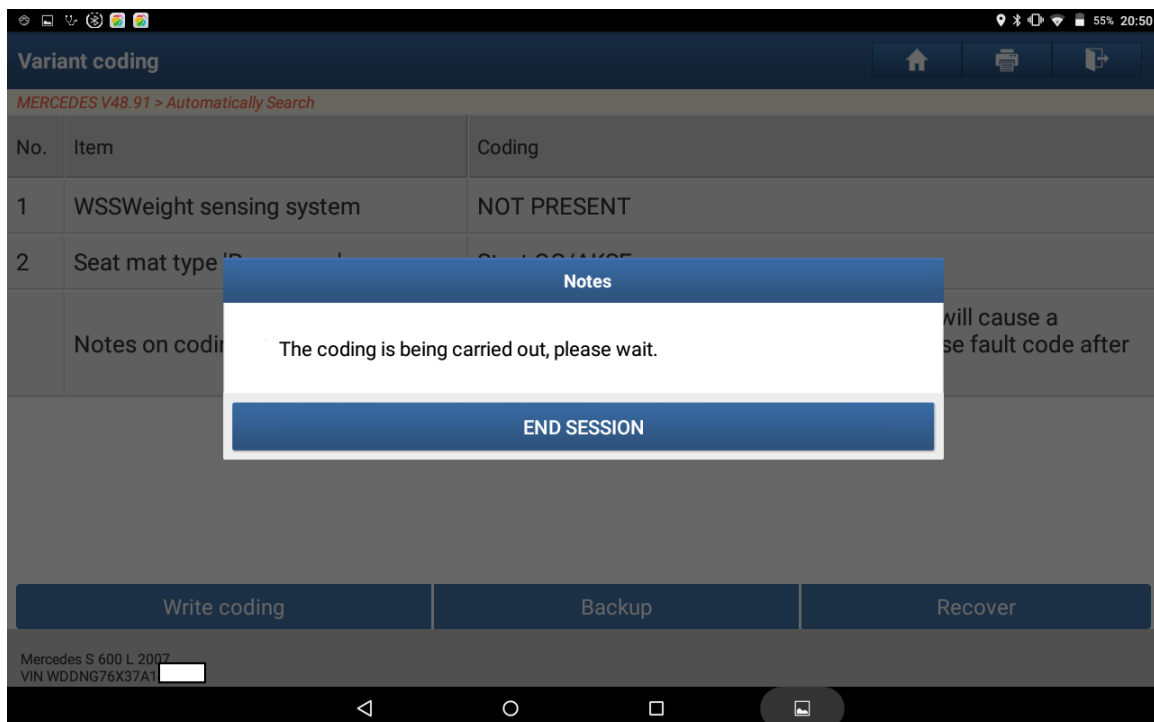 55% 20:50
Variant coding
MERCEDES V48.91 > Automatically Search
No. Item Coding
1 WSSWeight sensing system NOT PRESENT
2 Seat mat type
Notes
will cause a
Notes on fault code after
The coding is being carried out, please wait.
END SESSION
Write coding Backup Recover
Mercedes S 600 L 2007
VIN WDDNG76X37A1